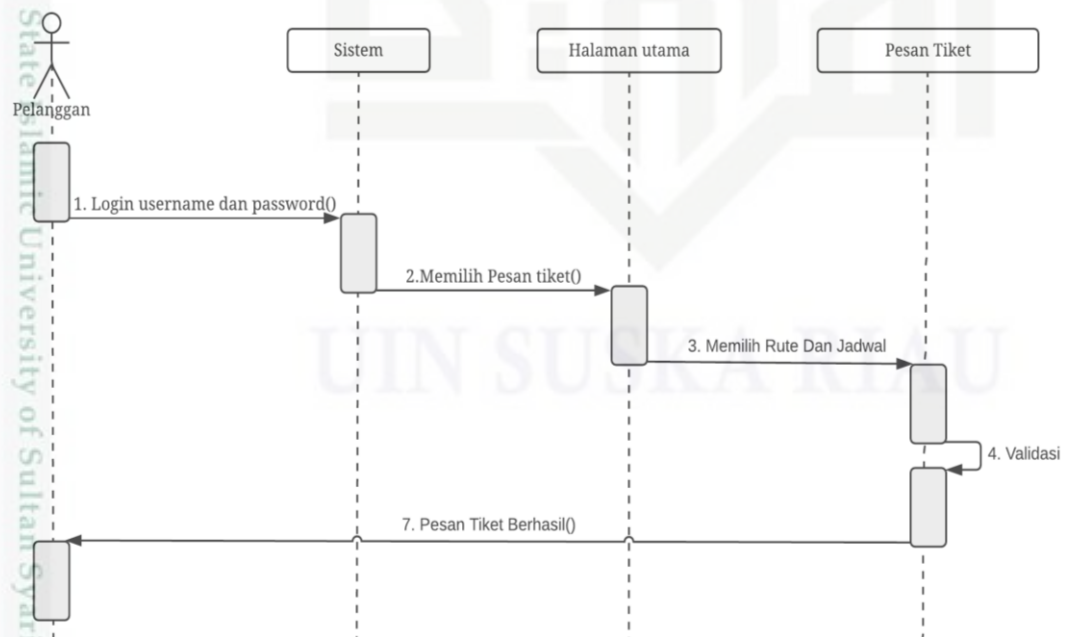 Sistem
Halaman utama
Pesan Tiket
Pelanggan
1. Login username dan password()
2.Memilih Pesan tiket()
3. Memilih Rute Dan Jadwal
4. Validasi
7. Pesan Tiket Berhasil()
UIN SUSKA RIAU
State Islamic University of Sultan Syar